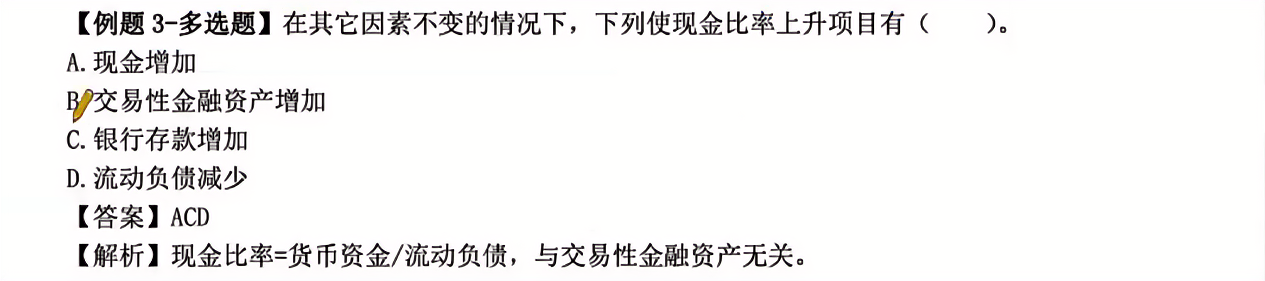 【例题 3-多选题】在其它因素不变的情况下，下列使现金比率上升项目有（　　）。
A. 现金增加
B 交易性金融资产增加
C. 银行存款增加
D. 流动负债减少
【答案】ACD
【解析】现金比率=货币资金/流动负债，与交易性金融资产无关。